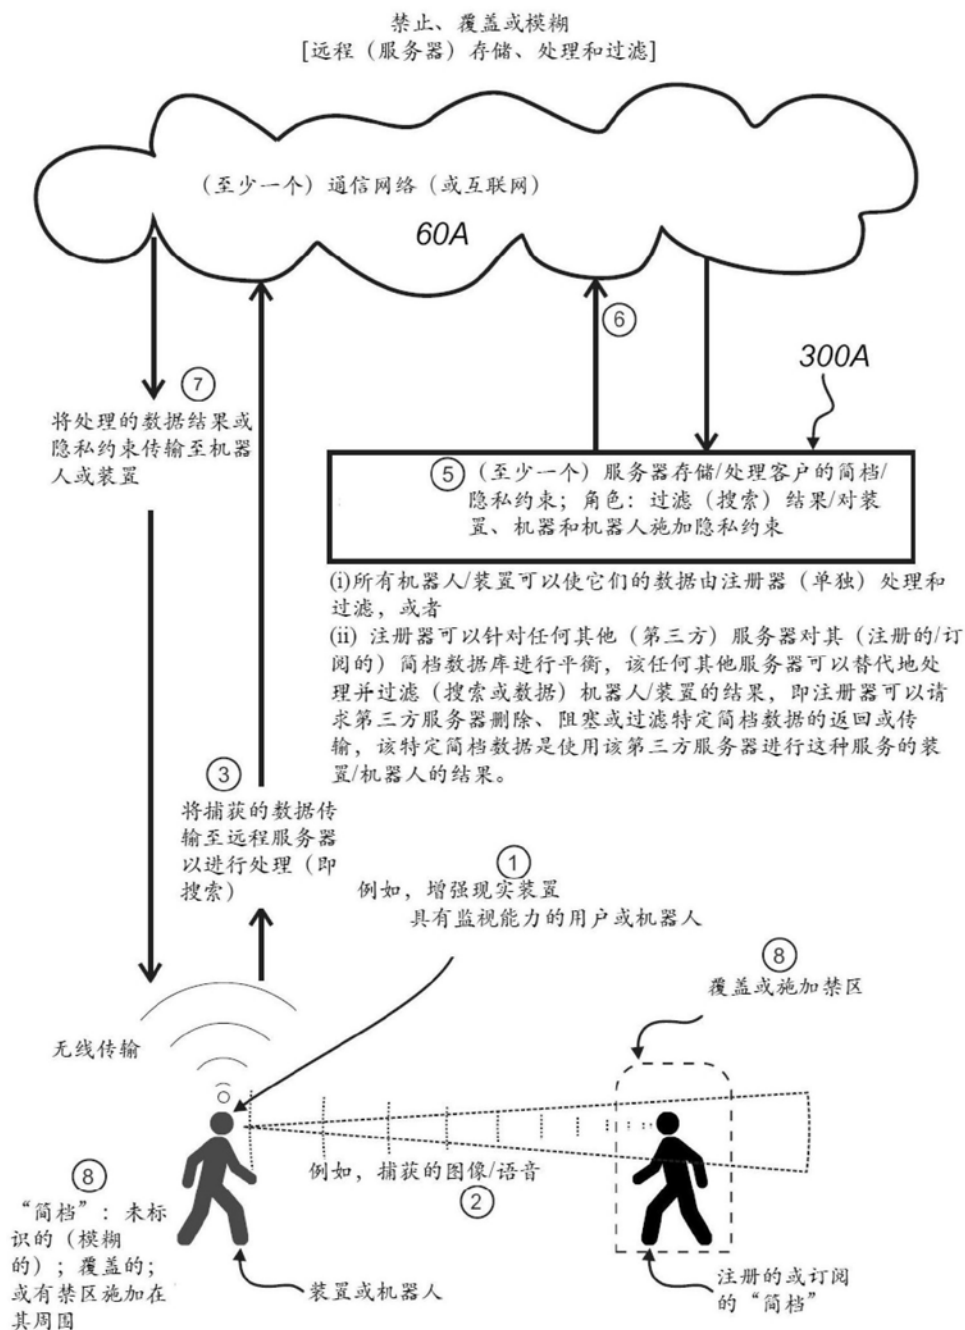 禁止、覆盖或模糊
[远程（服务器）存储、处理和过滤]
（至少一个）通信网络（或互联网）
60A
6
300A
7
将处理的数据结果或
隐私约束传输至机器
人或装置
5 （至少一个）服务器存储/处理客户的简档/
隐私约束；角色：过滤（搜索）结果/对装
置、机器和机器人施加隐私约束
(i)所有机器人/装置可以使它们的数据由注册器（单独）处理和
过滤，或者
(ii) 注册器可以针对任何其他（第三方）服务器对其（注册的/订
阅的）简档数据库进行平衡，该任何其他服务器可以替代地处
理并过滤（搜索或数据）机器人/装置的结果，即注册器可以请
求第三方服务器删除、阻塞或过滤特定简档数据的返回或传
输，该特定简档数据是使用该第三方服务器进行这种服务的装
置/机器人的结果。
3
将捕获的数据传
输至远程服务器
以进行处理（即
搜索）
1
例如，增强现实装置
具有监视能力的用户或机器人
8
覆盖或施加禁区
无线传输
例如，捕获的图像/语音
2
8
“简档”：未标
识的（模糊
的）；覆盖的；
或有禁区施加在
其周围
装置或机器人
注册的或订阅
的“简档”